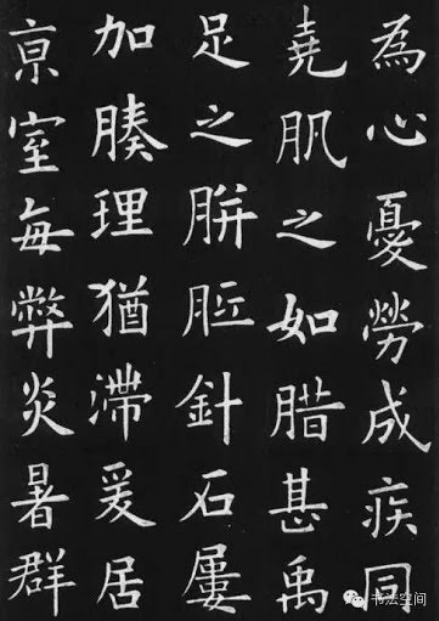 為心憂勞成疾同
堯肌之如腊甚禹
足之胼胝針石屢
加腠理猶滯爰居
亰室每弊炎暑群
书法空间